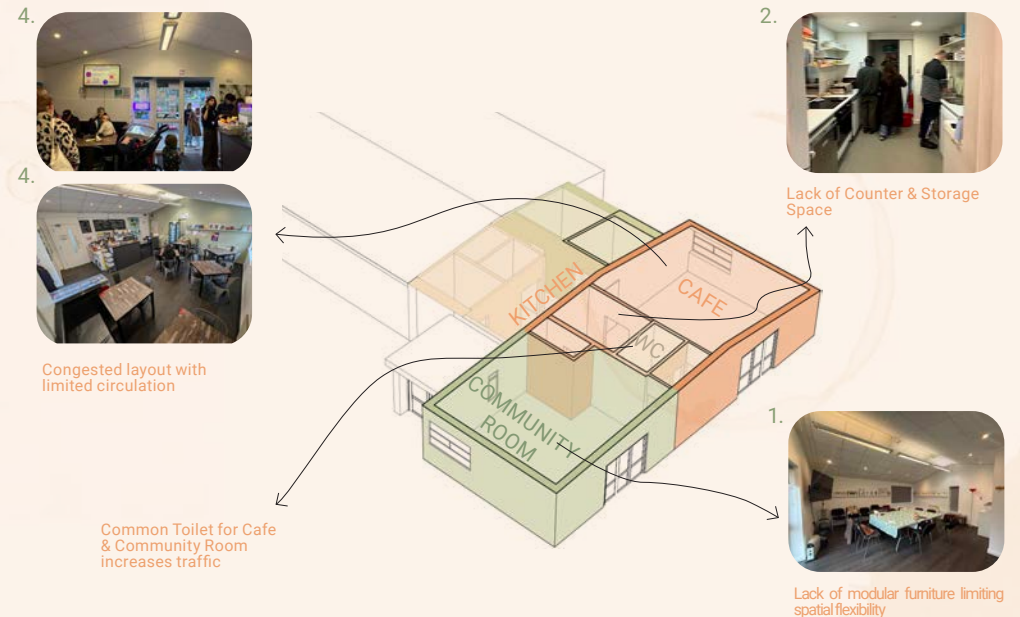 4.
4.
Congested layout with
limited circulation
Common Toilet for Cafe
& Community Room
increases traffic
KITCHEN
CAFE
WC
COMMUNITY
ROOM
2.
Lack of Counter & Storage
Space
1.
Lack of modular furniture limiting
spatial flexibility